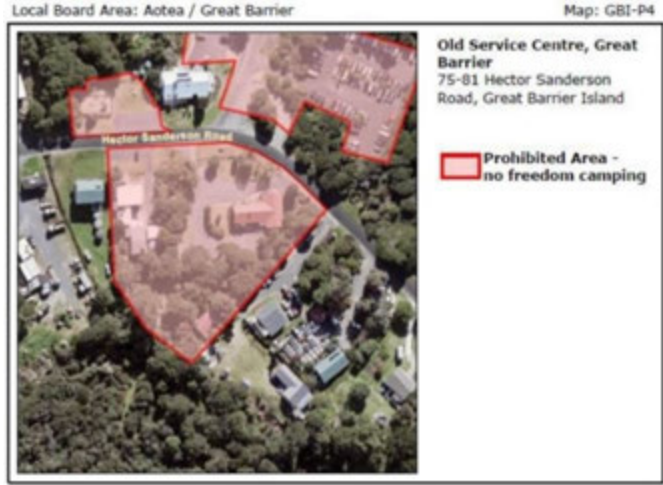 Local Board Area: Aotea / Great Barrier
Map: GBI-P4
Old Service Centre, Great
Barrier
75-81 Hector Sanderson
Road, Great Barrier Island
Prohibited Area -
no freedom camping
Hector Sanderson Road